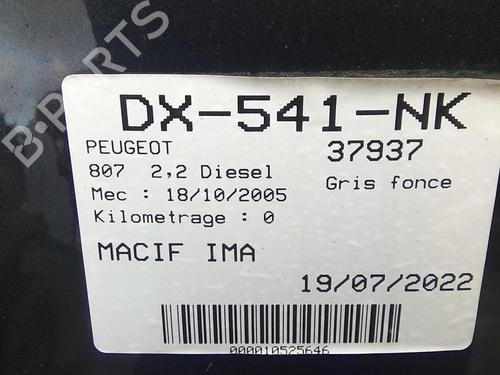 B-PARTS
DX-541-NK
PEUGEOT 37937
807 2,2 Diesel Gris fonce
Mec : 18/10/2005
Kilometrage : 0
MACIF IMA
19/07/2022
000010525646